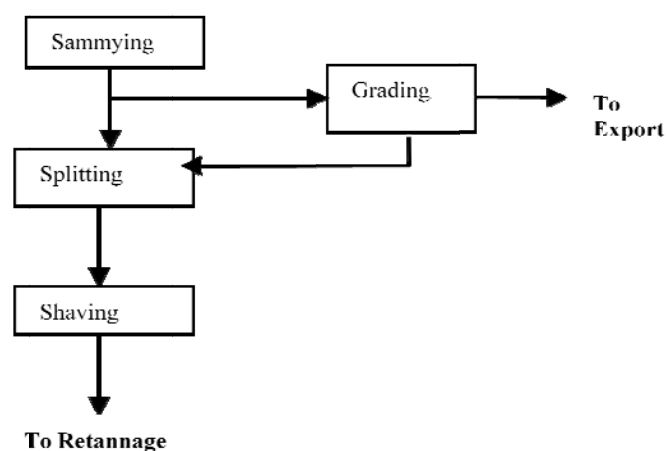 Sammying
Grading
To
Export
Splitting
Shaving
To Retannage